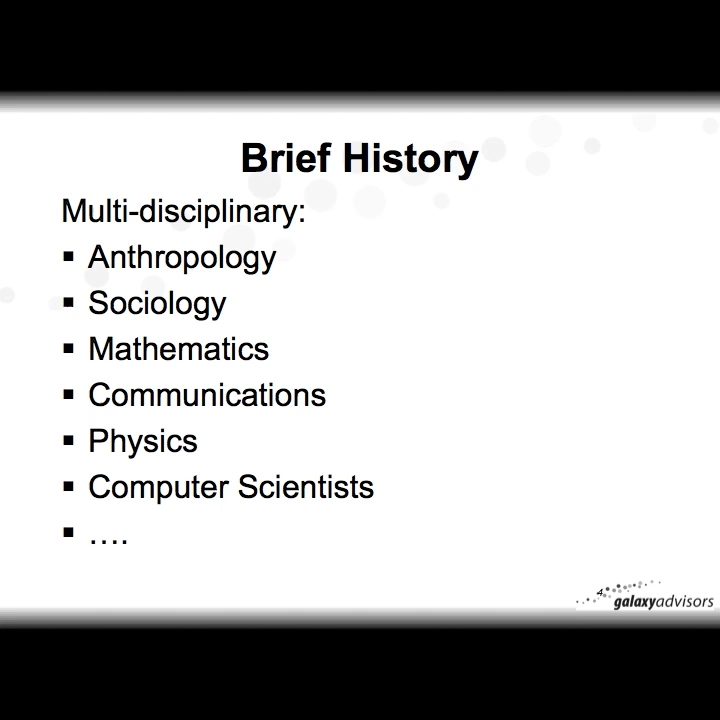 Brief History
Multi-disciplinary:
▪ Anthropology
▪ Sociology
▪ Mathematics
▪ Communications
▪ Physics
▪ Computer Scientists
▪ ….
4
galaxyadvisors